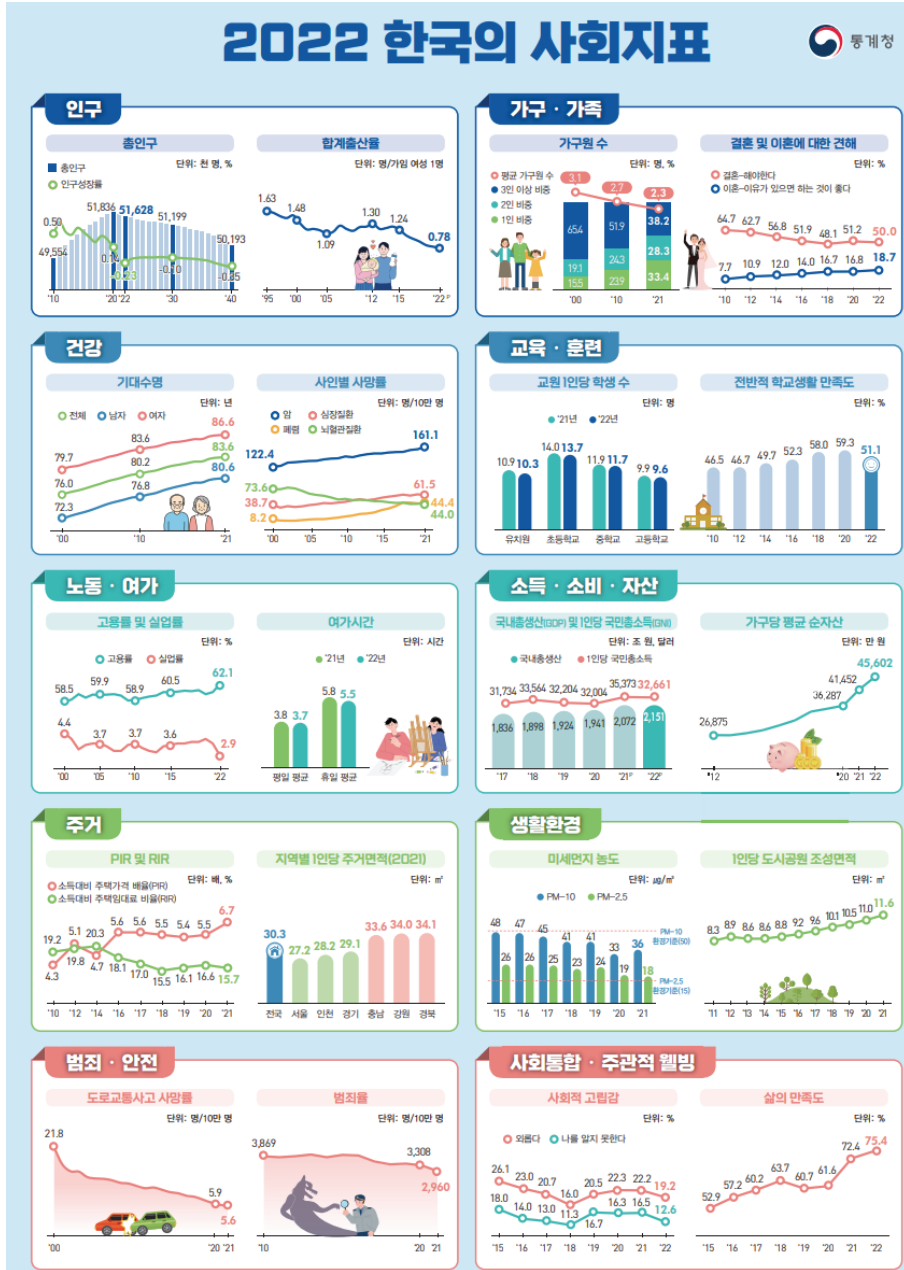 2022 한국의 사회지표
통계청
인구
총인구
단위: 천 명, %
총인구
인구성장률
0.50
51,836
51,628
51,199
50,193
49,554
0.14
-0.23
-0.10
-0.35
'10 '20 '22 '30 '40
합계출산율
단위: 명/가임 여성 1명
1.63 1.48 1.09 1.30 1.24 0.78
'95 '00 '05 '12 '15 '22 P
가구 · 가족
가구원 수
단위: 명, %
평균 가구원 수
3인 이상 비중
2인 비중
1인 비중
3.1 2.7 2.3
65.4 51.9 38.2
19.1 24.3 28.3
15.5 23.9 33.4
'00 '10 '21
결혼 및 이혼에 대한 견해
단위: %
결혼-해야한다
이혼-이유가 있으면 하는 것이 좋다
64.7 62.7 56.8 51.9 48.1 51.2 50.0
7.7 10.9 12.0 14.0 16.7 16.8 18.7
'10 '12 '14 '16 '18 '20 '22
건강
기대수명
단위: 년
전체 남자 여자
79.7 83.6 86.6
76.0 80.2 83.6
72.3 76.8 80.6
'00 '10 '21
사인별 사망률
단위: 명/10만 명
암 심장질환
폐렴 뇌혈관질환
122.4 161.1
73.6
38.7 61.5
8.2 44.4
44.0
'00 '05 '10 '15 '21
교육 · 훈련
교원 1인당 학생 수
단위: 명
'21년 '22년
10.9 10.3 14.0 13.7 11.9 11.7 9.9 9.6
유치원 초등학교 중학교 고등학교
전반적 학교생활 만족도
단위: %
46.5 46.7 49.7 52.3 58.0 59.3 51.1
'10 '12 '14 '16 '18 '20 '22
노동 · 여가
고용률 및 실업률
단위: %
고용률 실업률
58.5 59.9 58.9 60.5 62.1
4.4 3.7 3.7 3.6 2.9
'00 '05 '10 '15 '22
여가시간
단위: 시간
'21년 '22년
3.8 3.7 5.8 5.5
평일 평균 휴일 평균
소득 · 소비 · 자산
국내총생산(GDP) 및 1인당 국민총소득(GNI)
단위: 조 원, 달러
국내총생산 1인당 국민총소득
31,734 33,564 32,204 32,004 35,373 32,661
1,836 1,898 1,924 1,941 2,072 2,151
'17 '18 '19 '20 '21P '22P
가구당 평균 순자산
단위: 만 원
26,875 36,287 41,452 45,602
'12 '20 '21 '22
주거
PIR 및 RIR
단위: 배, %
소득대비 주택가격 배율(PIR)
소득대비 주택임대료 비율(RIR)
4.3 5.1 4.7 5.6 5.6 5.5 5.4 5.5 6.7
19.2 19.8 20.3 18.1 17.0 15.5 16.1 16.6 15.7
'10 '12 '14 '16 '17 '18 '19 '20 '21
지역별 1인당 주거면적(2021)
단위: ㎡
30.3 27.2 28.2 29.1 33.6 34.0 34.1
전국 서울 인천 경기 충남 강원 경북
생활환경
미세먼지 농도
단위: ㎍/㎥
PM-10 PM-2.5
48 47 45 41 41 33 36
26 26 25 23 24 19 18
PM-10
환경기준(50)
PM-2.5
환경기준(15)
'15 '16 '17 '18 '19 '20 '21
1인당 도시공원 조성면적
단위: ㎡
8.3 8.9 8.6 8.6 8.8 9.2 9.6 10.1 10.5 11.0 11.6
'11 '12 '13 '14 '15 '16 '17 '18 '19 '20 '21
범죄 · 안전
도로교통사고 사망률
단위: 명/10만 명
21.8 5.9 5.6
'00 '20 '21
범죄율
단위: 명/10만 명
3,869 3,308 2,960
'10 '20 '21
사회통합 · 주관적 웰빙
사회적 고립감
단위: %
외롭다 나를 알지 못한다
26.1 23.0 20.7 16.0 20.5 22.3 22.2 19.2
18.0 14.0 13.0 11.3 16.7 16.3 16.5 12.6
'15 '16 '17 '18 '19 '20 '21 '22
삶의 만족도
단위: %
52.9 57.2 60.2 63.7 60.7 61.6 72.4 75.4
'15 '16 '17 '18 '19 '20 '21 '22